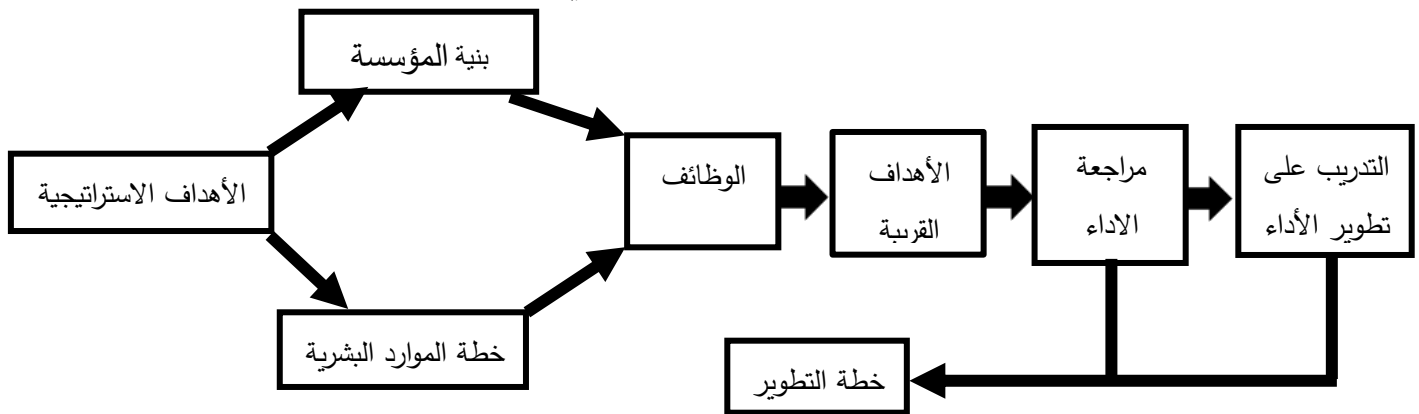 بنية المؤسسة
الأهداف الاستراتيجية
خطة الموارد البشرية
الوظائف
الأهداف
القريبة
مراجعة
الاداء
التدريب على
تطوير الأداء
خطة التطوير